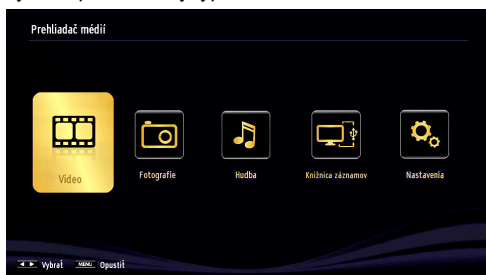 Prehliadač médií
Video
Fotografie
Hudba
Knižnica záznamov
Nastavenia
Vybrať MENU Opustiť